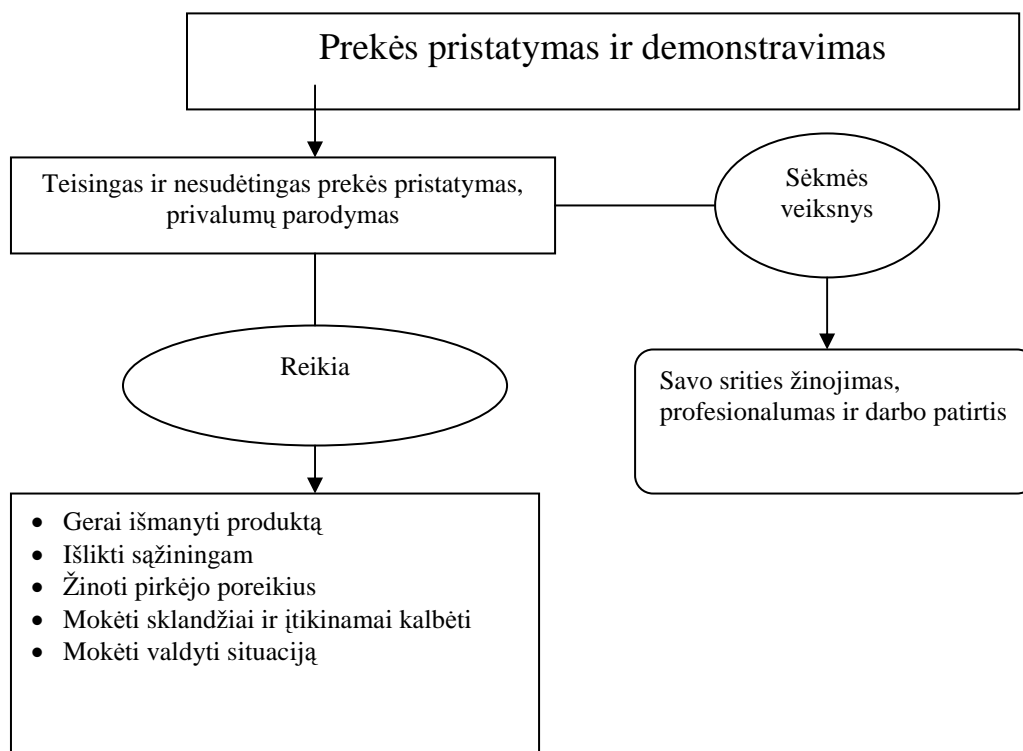 Prekės pristatymas ir demonstravimas
Teisingas ir nesudėtingas prekės pristatymas,
privalumų parodymas
Sėkmės
veiksnys
Reikia
Savo srities žinojimas,
profesionalumas ir darbo patirtis
• Gerai išmanyti produktą
• Išlikti sąžiningam
• Žinoti pirkėjo poreikius
• Mokėti sklandžiai ir įtikinamai kalbėti
• Mokėti valdyti situaciją